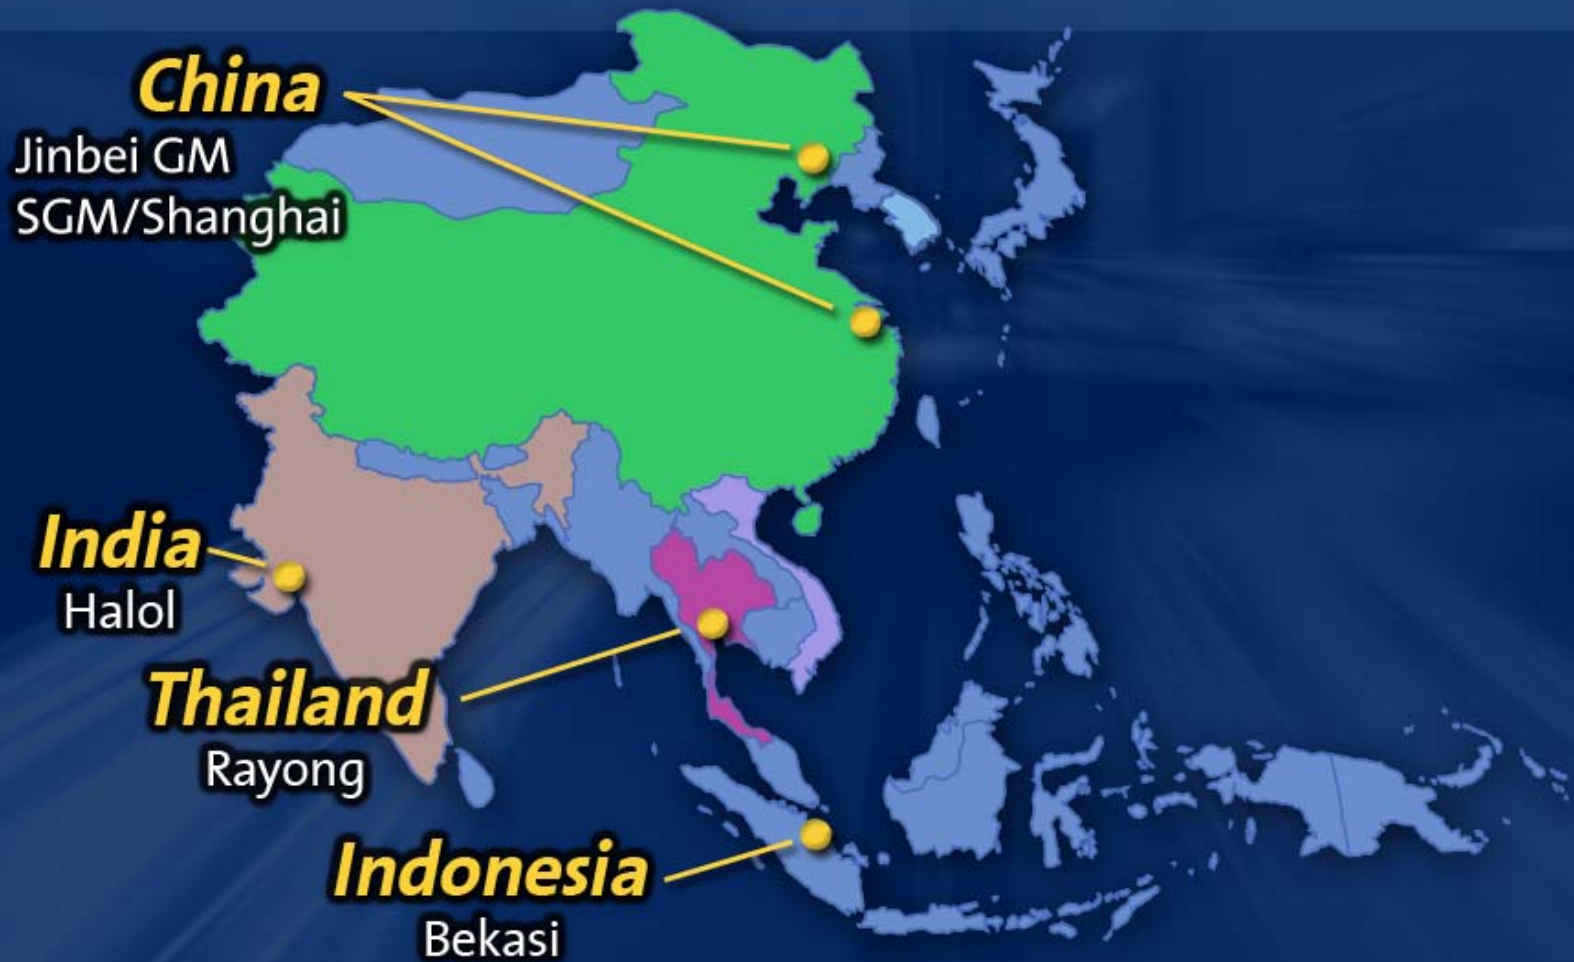 China
Jinbei GM
SGM/Shanghai
India
Halol
Thailand
Rayong
Indonesia
Bekasi